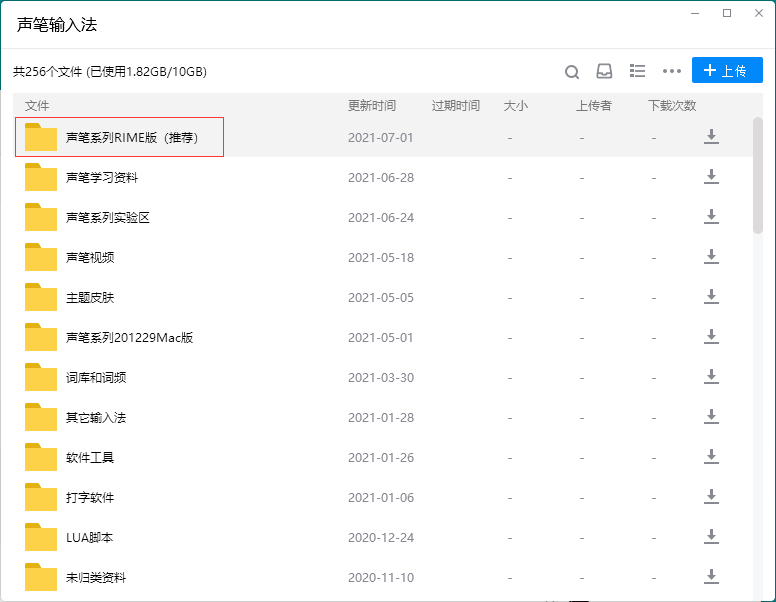 声笔输入法
共256个文件 (已使用1.82GB/10GB)
上传
文件 更新时间 过期时间 大小 上传者 下载次数
声笔系列RIME版（推荐） 2021-07-01 - - -
声笔学习资料 2021-06-28 - - -
声笔系列实验区 2021-06-24 - - -
声笔视频 2021-05-18 - - -
主题皮肤 2021-05-05 - - -
声笔系列201229Mac版 2021-05-01 - - -
词库和词频 2021-03-30 - - -
其它输入法 2021-01-28 - - -
软件工具 2021-01-26 - - -
打字软件 2021-01-06 - - -
LUA脚本 2020-12-24 - - -
未归类资料 2020-11-10 - - -